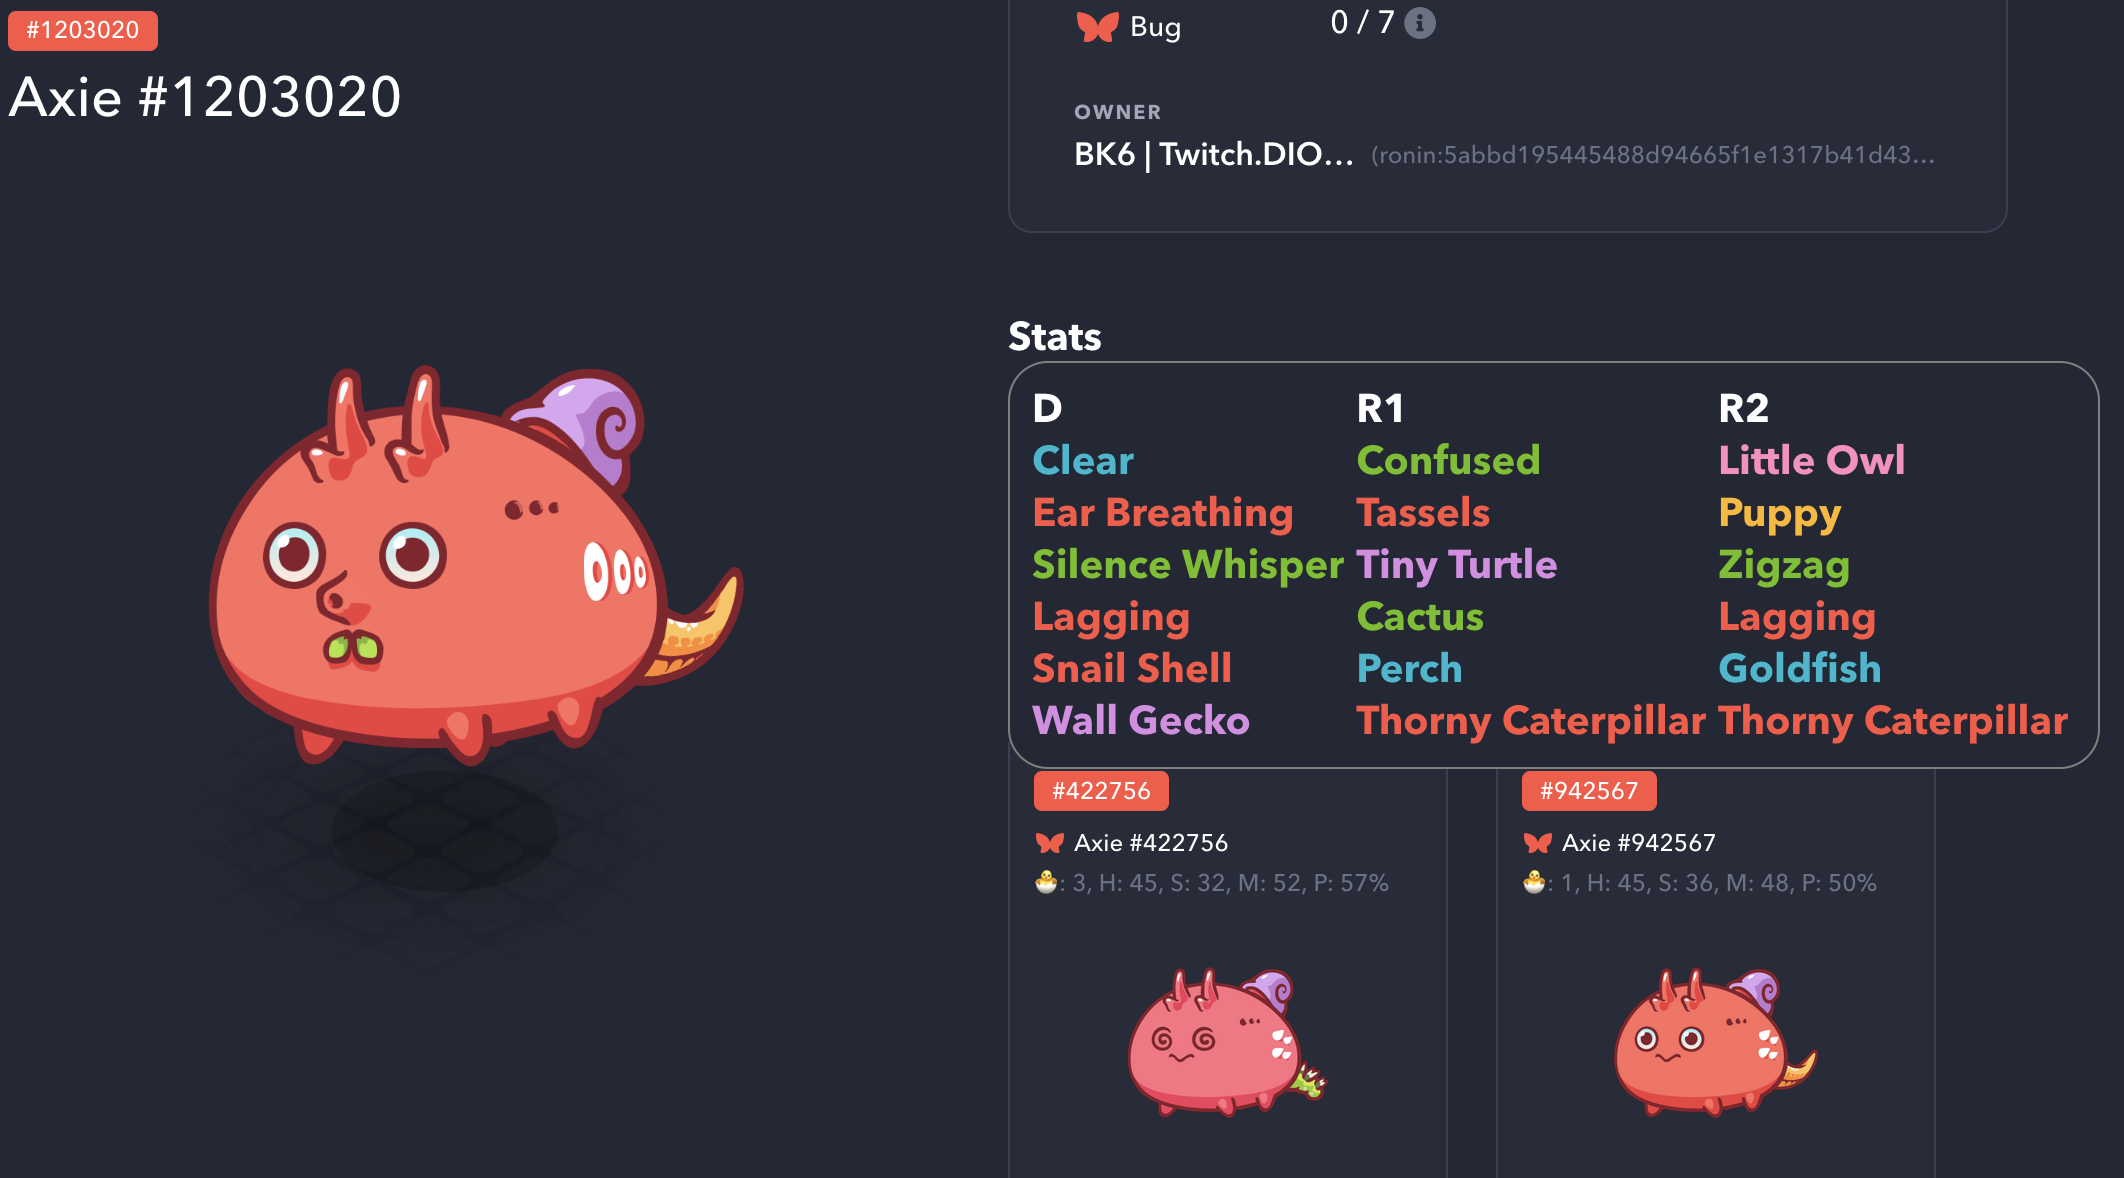 #1203020
Axie #1203020
Bug 0 / 7
OWNER
BK6 | Twitch.DIO... (ronin:5abbd195445488d94665f1e1317b41d43...
Stats
D R1 R2
Clear Confused Little Owl
Ear Breathing Tassels Puppy
Silence Whisper Tiny Turtle Zigzag
Lagging Cactus Lagging
Snail Shell Perch Goldfish
Wall Gecko Thorny Caterpillar Thorny Caterpillar
#422756
Axie #422756
: 3, H: 45, S: 32, M: 52, P: 57%
#942567
Axie #942567
: 1, H: 45, S: 36, M: 48, P: 50%